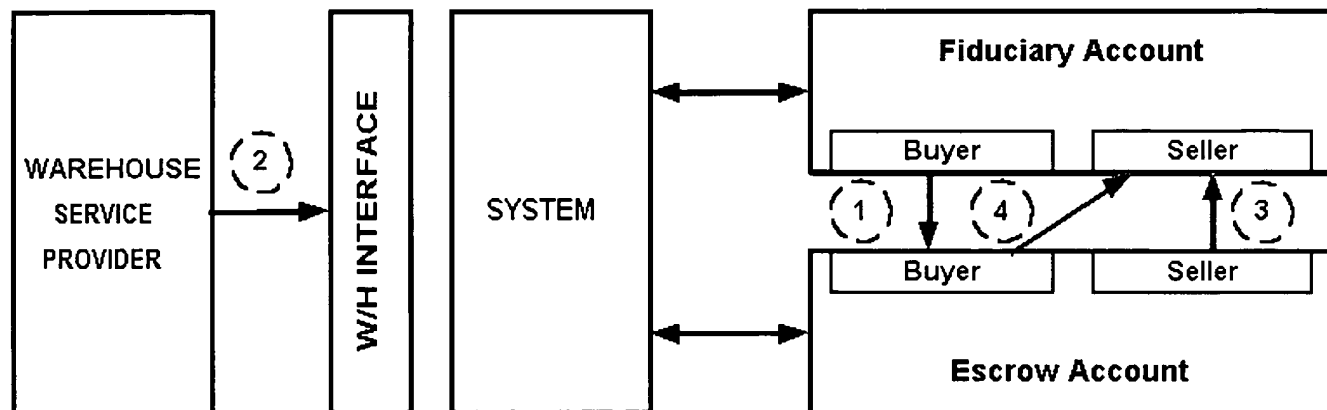 WAREHOUSE
SERVICE
PROVIDER
2
W/H INTERFACE
SYSTEM
Fiduciary Account
Buyer
Seller
1
4
3
Buyer
Seller
Escrow Account